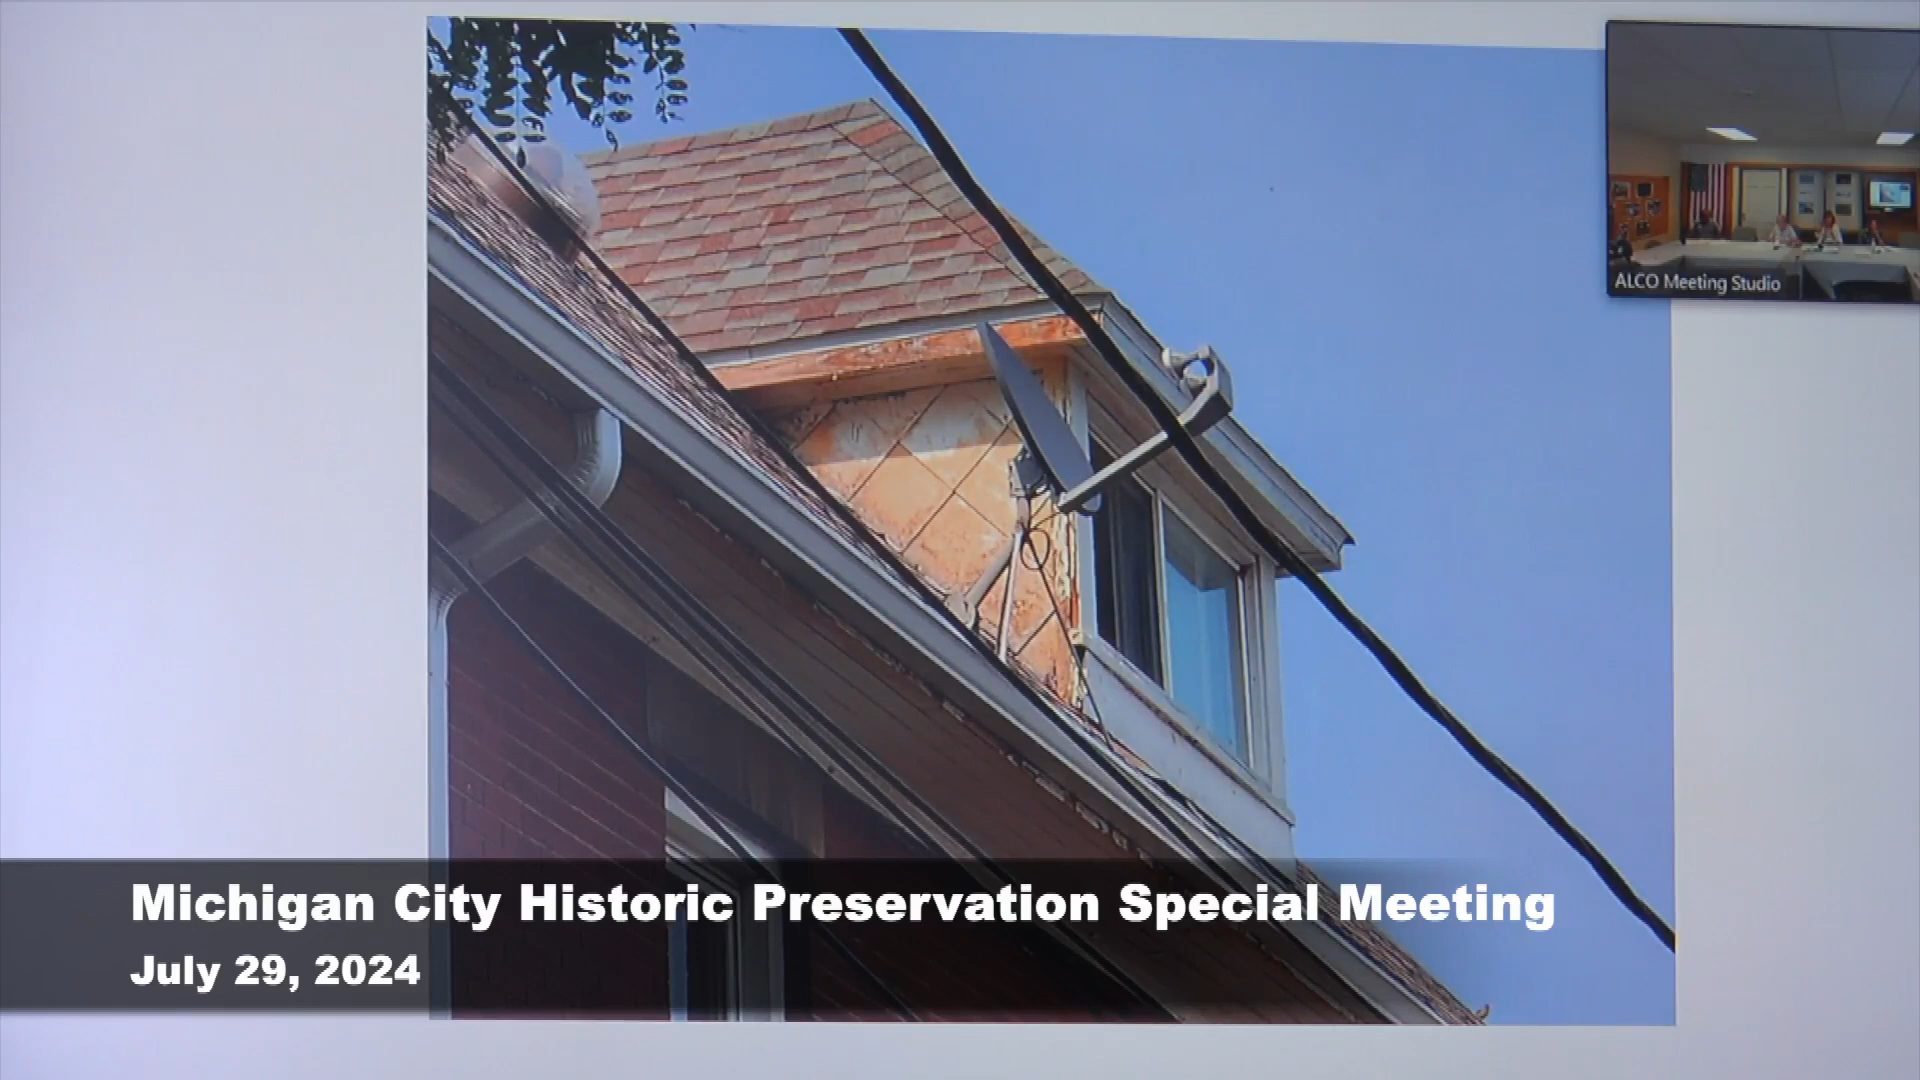 ALCO Meeting Studio
Michigan City Historic Preservation Special Meeting
July 29, 2024